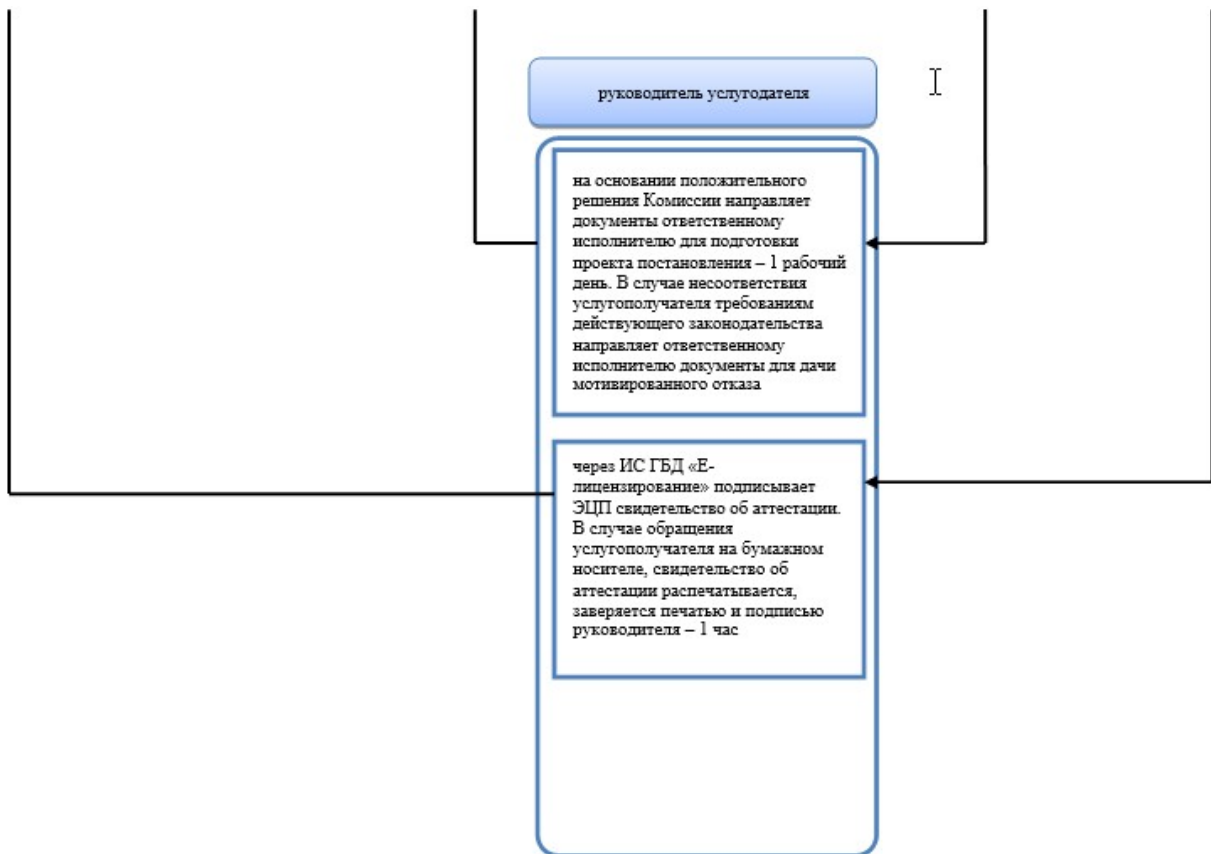 руководитель услугодателя
на основании положительного
решения Комиссии направляет
документы ответственному
исполнителю для подготовки
проекта постановления – 1 рабочий
день. В случае несоответствия
услугополучателя требованиям
действующего законодательства
направляет ответственному
исполнителю документы для дачи
мотивированного отказа
через ИС ГБД «Е-
лицензирование» подписывает
ЭЦП свидетельство об аттестации.
В случае обращения
услугополучателя на бумажном
носителе, свидетельство об
аттестации распечатывается,
заверяется печатью и подписью
руководителя – 1 час